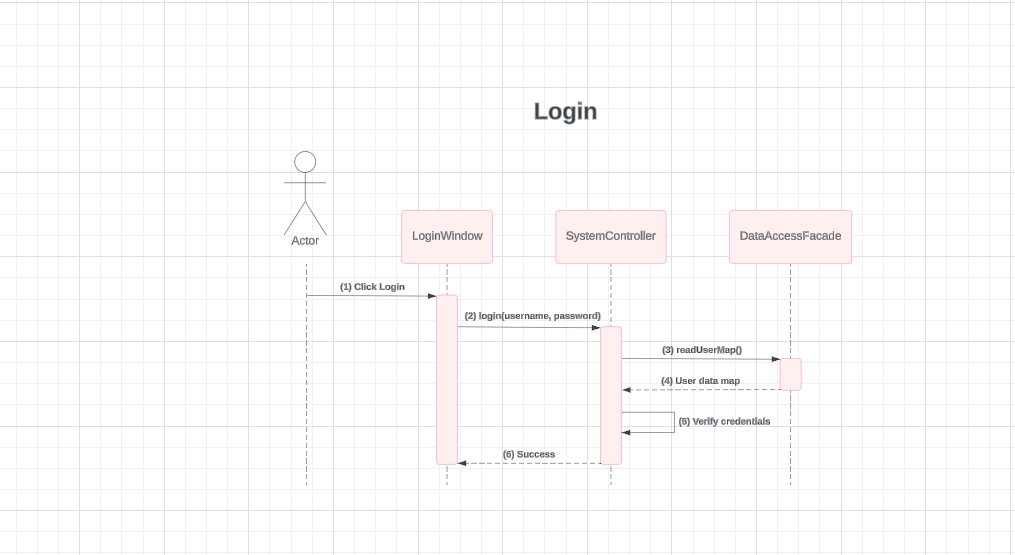 Login
Actor
LoginWindow
SystemController
DataAccessFacade
(1) Click Login
(2) login(username, password)
(3) readUserMap()
(4) User data map
(5) Verify credentials
(6) Success